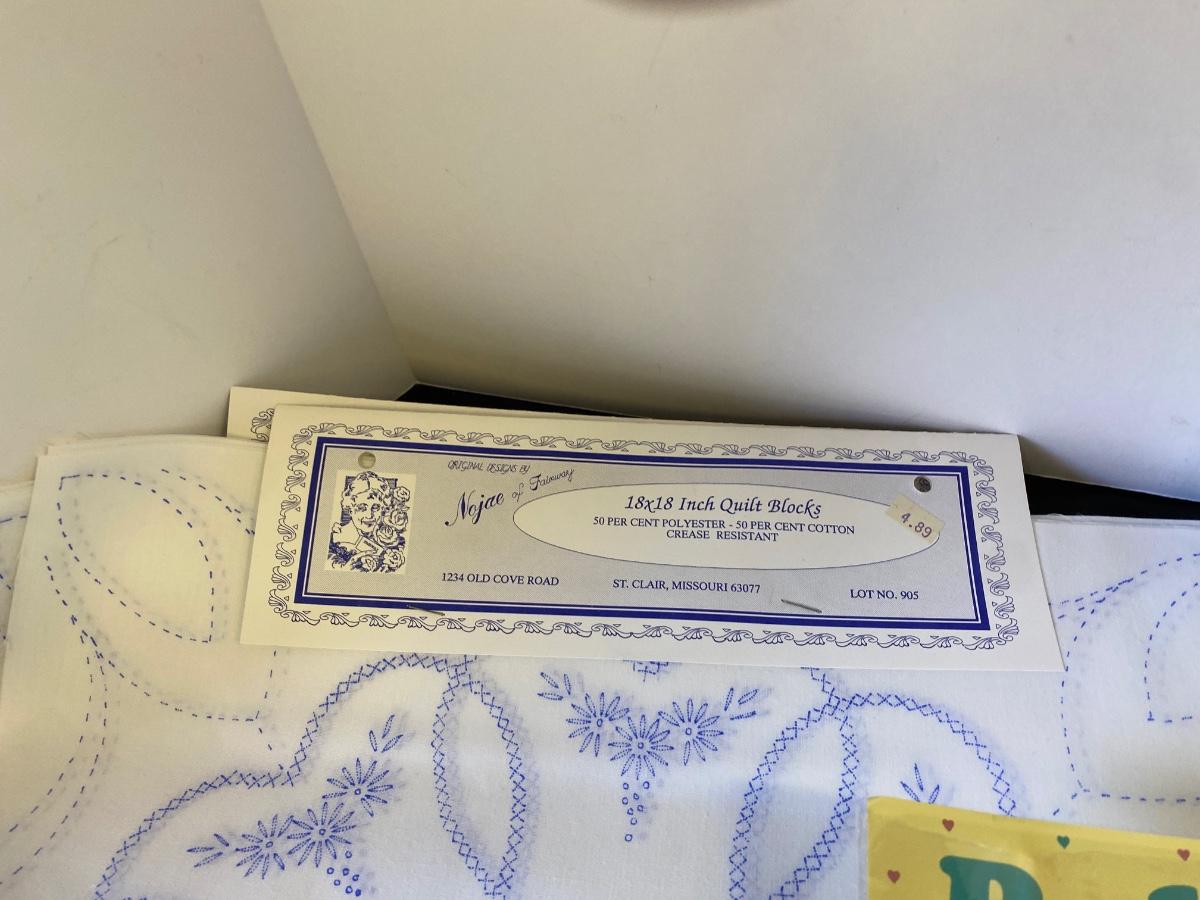 ORIGINAL DESIGNS BY
Nojae of Fairway
18x18 Inch Quilt Blocks
50 PER CENT POLYESTER - 50 PER CENT COTTON
CREASE RESISTANT
4.89
1234 OLD COVE ROAD
ST. CLAIR, MISSOURI 63077
LOT NO. 905